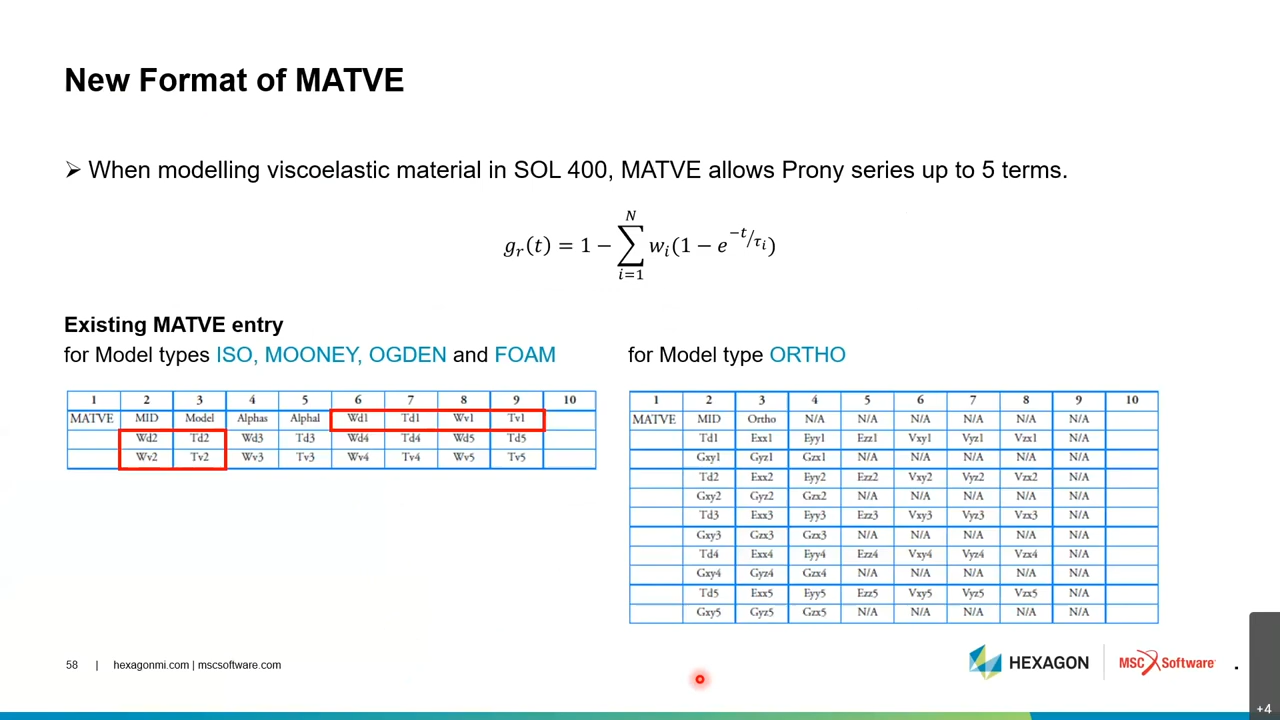 New Format of MATVE
➢ When modelling viscoelastic material in SOL 400, MATVE allows Prony series up to 5 terms.
g_r(t) = 1 − ∑_{i=1}^{N} w_i(1 − e^{−t/τ_i})
Existing MATVE entry
for Model types ISO, MOONEY, OGDEN and FOAM
1 2 3 4 5 6 7 8 9 10
MATVE MID Model Alphas Alphal Wd1 Td1 Wv1 Tv1
Wd2 Td2 Wd3 Td3 Wd4 Td4 Wd5 Td5
Wv2 Tv2 Wv3 Tv3 Wv4 Tv4 Wv5 Tv5
for Model type ORTHO
1 2 3 4 5 6 7 8 9 10
MATVE MID Ortho N/A N/A N/A N/A N/A N/A
Td1 Exx1 Eyy1 Ezz1 Vxy1 Vyz1 Vzx1 N/A
Gxy1 Gyz1 Gzx1 N/A N/A N/A N/A N/A
Td2 Exx2 Eyy2 Ezz2 Vxy2 Vyz2 Vzx2 N/A
Gxy2 Gyz2 Gzx2 N/A N/A N/A N/A N/A
Td3 Exx3 Eyy3 Ezz3 Vxy3 Vyz3 Vzx3 N/A
Gxy3 Gzx3 Gzx3 N/A N/A N/A N/A N/A
Td4 Exx4 Eyy4 Ezz4 Vxy4 Vyz4 Vzx4 N/A
Gxy4 Gyz4 Gzx4 N/A N/A N/A N/A N/A
Td5 Exx5 Eyy5 Ezz5 Vxy5 Vyz5 Vzx5 N/A
Gxy5 Gyz5 Gzx5 N/A N/A N/A N/A N/A
58 | hexagonmi.com | mscsoftware.com
HEXAGON | MSC Software
+4